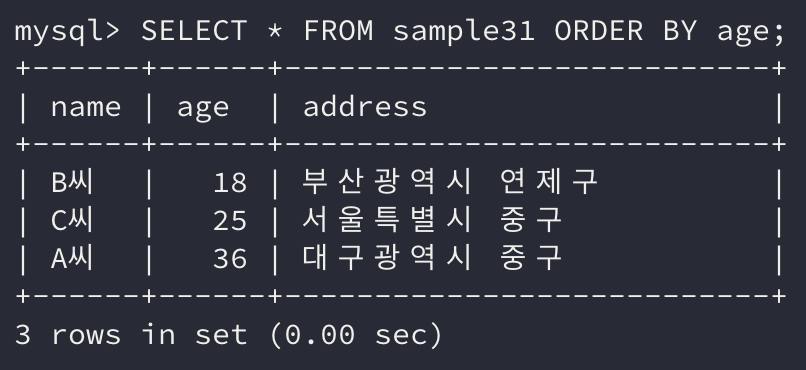 mysql> SELECT * FROM sample31 ORDER BY age;
+------+------+---------------------------+
| name | age  | address                   |
+------+------+---------------------------+
| B씨  |   18 | 부산광역시 연제구         |
| C씨  |   25 | 서울특별시 중구           |
| A씨  |   36 | 대구광역시 중구           |
+------+------+---------------------------+
3 rows in set (0.00 sec)